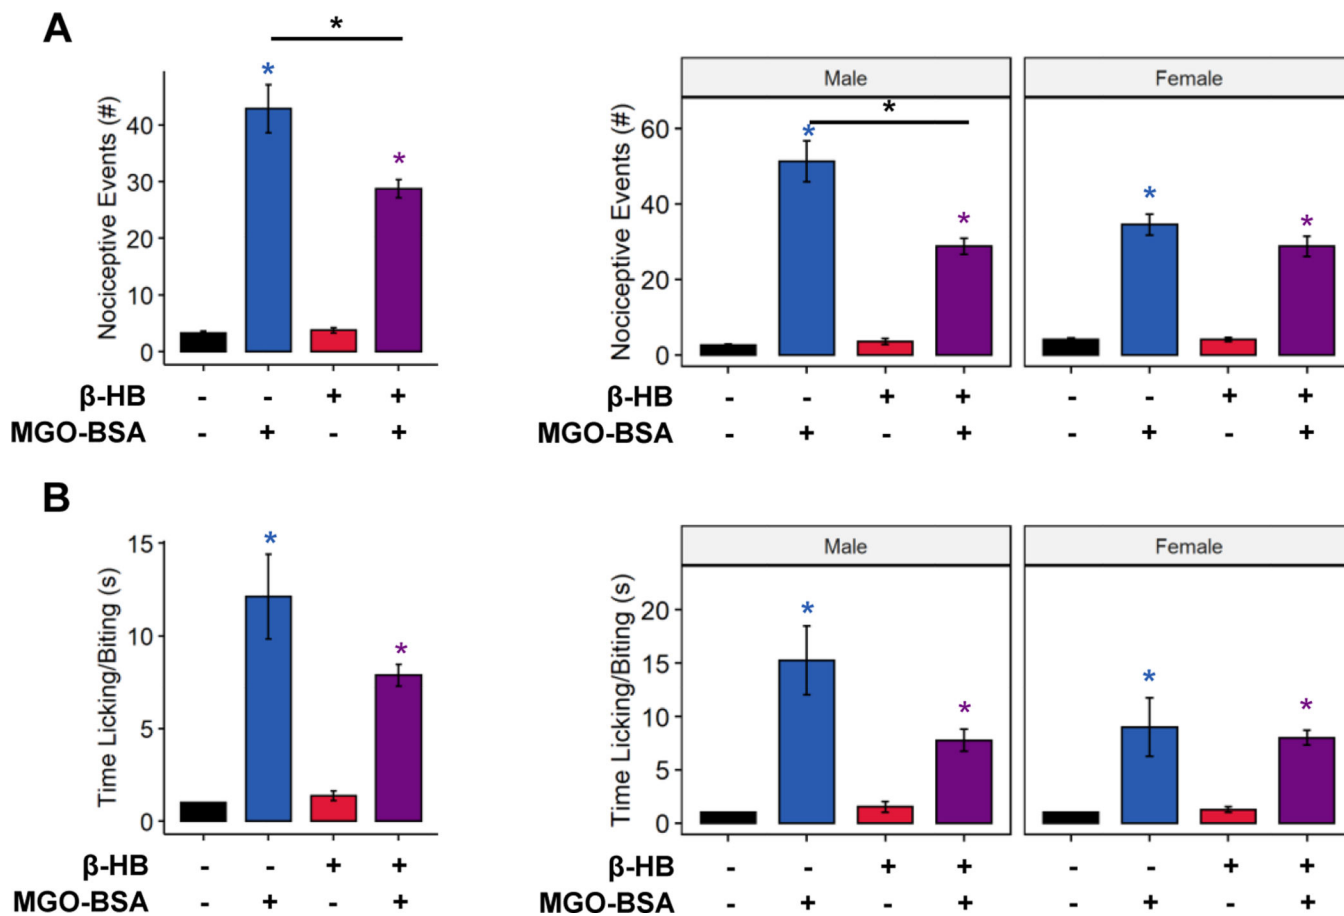 A
*
*
*
Nociceptive Events (#)
40
30
20
10
0
β-HB - - + +
MGO-BSA - + - +
Male Female
*
*
*
*
*
Nociceptive Events (#)
60
40
20
0
β-HB - - + + - - + +
MGO-BSA - + - + - + - +
B
*
*
Time Licking/Biting (s)
15
10
5
0
β-HB - - + +
MGO-BSA - + - +
Male Female
*
*
*
*
Time Licking/Biting (s)
20
15
10
5
0
β-HB - - + + - - + +
MGO-BSA - + - + - + - +